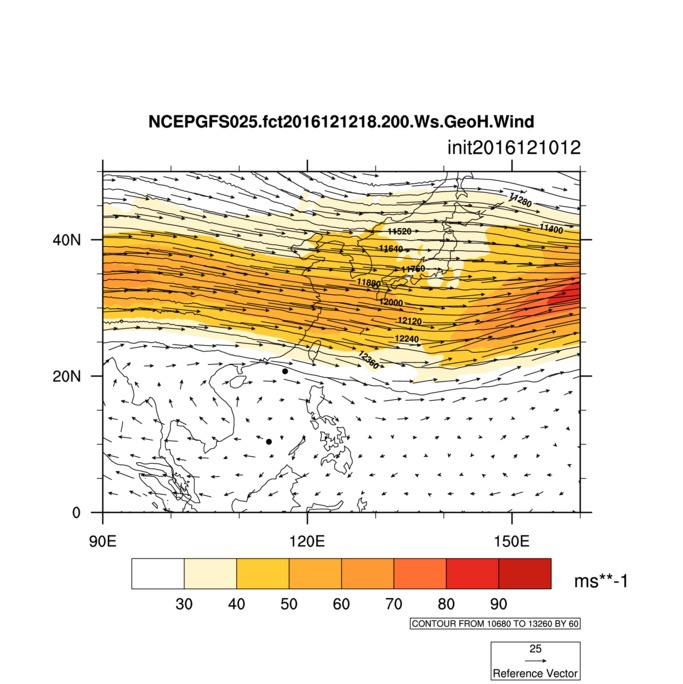 NCEPGFS025.fct2016121218.200.Ws.GeoH.Wind
init2016121012
11280
11400
11520
40N
11640
11760
11880
12000
12120
12240
12360
20N
0
90E 120E 150E
ms**-1
30 40 50 60 70 80 90
CONTOUR FROM 10680 TO 13260 BY 60
25
Reference Vector